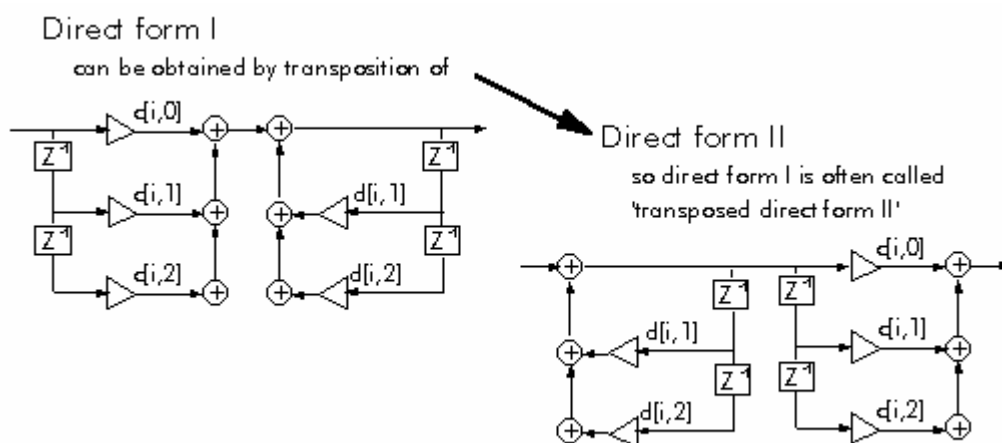 Direct form I
can be obtained by transposition of
Direct form II
so direct form I is often called
'transposed direct form II'
c[i,0]
Z⁻¹
c[i,1]
d[i,1]
Z⁻¹
Z⁻¹
c[i,2]
d[i,2]
Z⁻¹
c[i,0]
Z⁻¹
Z⁻¹
d[i,1]
c[i,1]
Z⁻¹
Z⁻¹
d[i,2]
c[i,2]